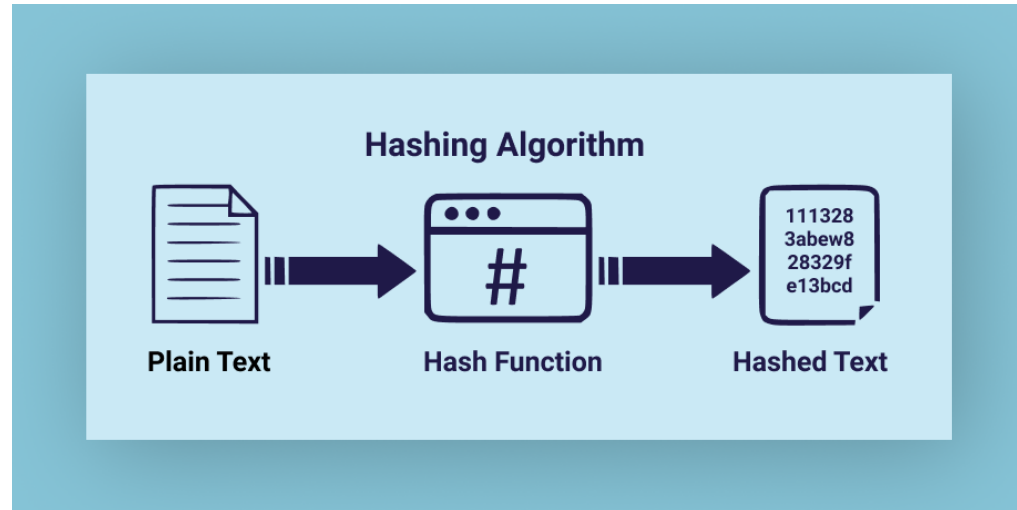 Hashing Algorithm
#
111328
3abew8
28329f
e13bcd
Plain Text
Hash Function
Hashed Text